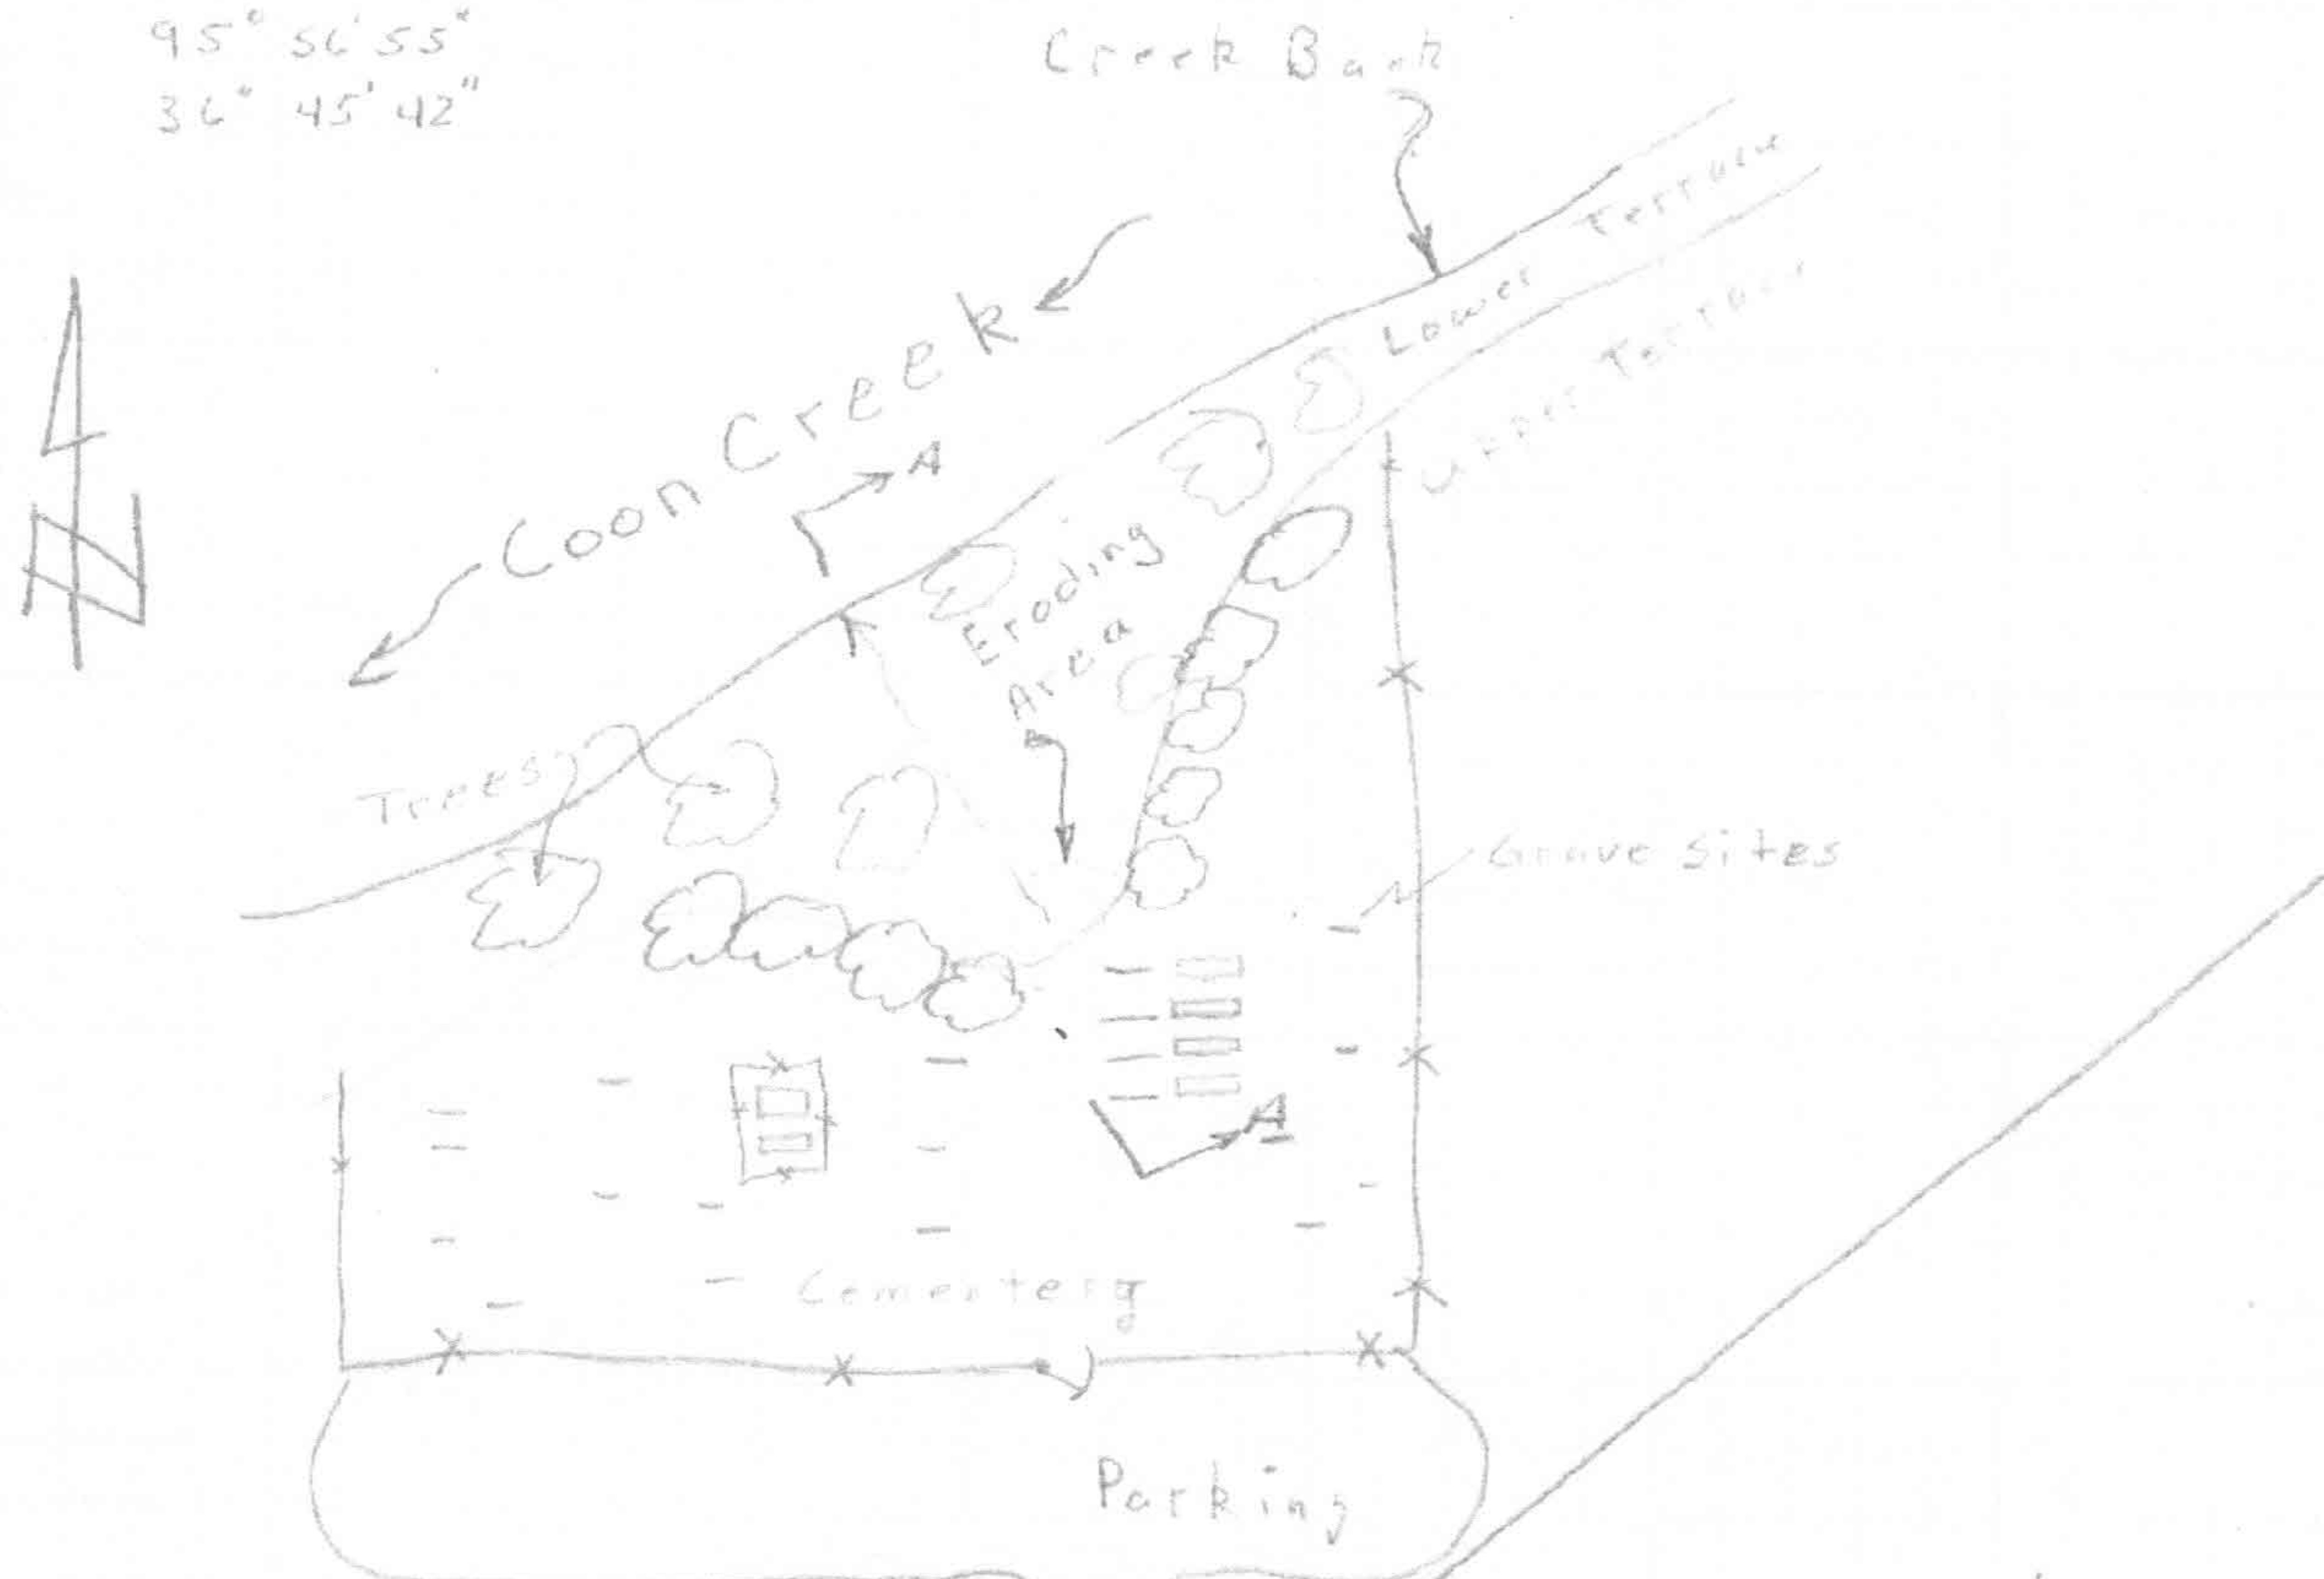 95° 56' 55"
36° 45' 42"
Creek Bank
N
Lower Terrace
Upper Terrace
Coon Creek
A
Eroding
Area
Trees
Grave Sites
A
Cementery
Parking